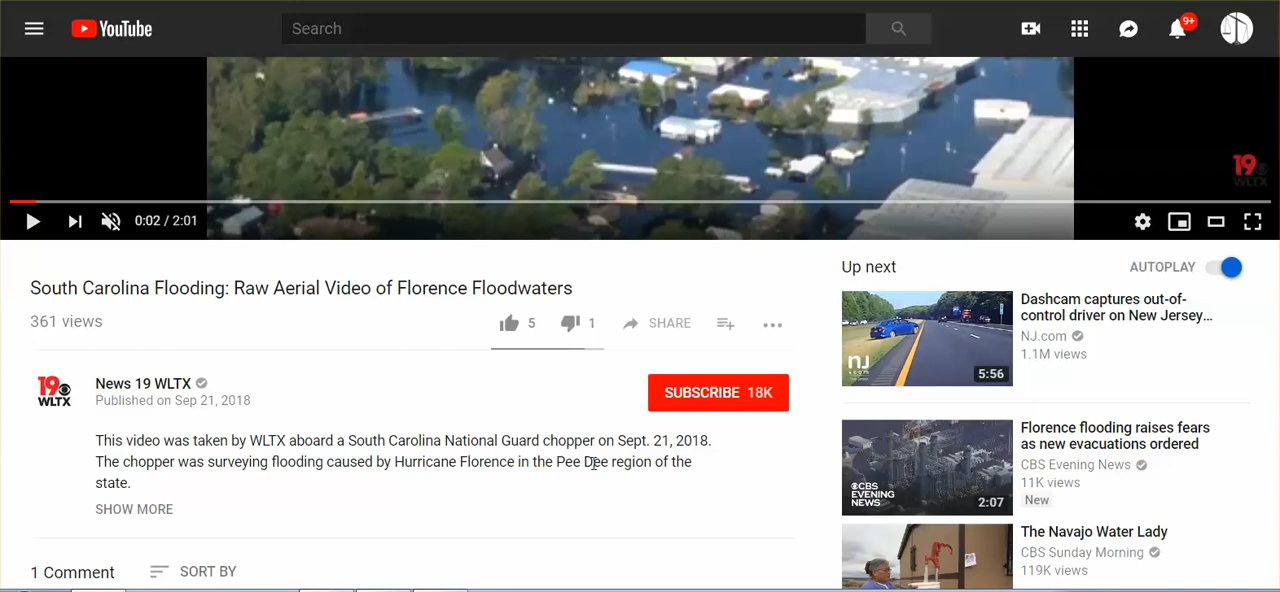 YouTube
Search
9+
19
WLTX
0:02 / 2:01
South Carolina Flooding: Raw Aerial Video of Florence Floodwaters
361 views
5
1
SHARE
19
WLTX
News 19 WLTX
Published on Sep 21, 2018
SUBSCRIBE 18K
This video was taken by WLTX aboard a South Carolina National Guard chopper on Sept. 21, 2018.
The chopper was surveying flooding caused by Hurricane Florence in the Pee Dee region of the
state.
SHOW MORE
1 Comment
SORT BY
Up next
AUTOPLAY
nj
.com
5:56
Dashcam captures out-of-
control driver on New Jersey...
NJ.com
1.1M views
CBS
EVENING
NEWS
2:07
Florence flooding raises fears
as new evacuations ordered
CBS Evening News
11K views
New
The Navajo Water Lady
CBS Sunday Morning
119K views